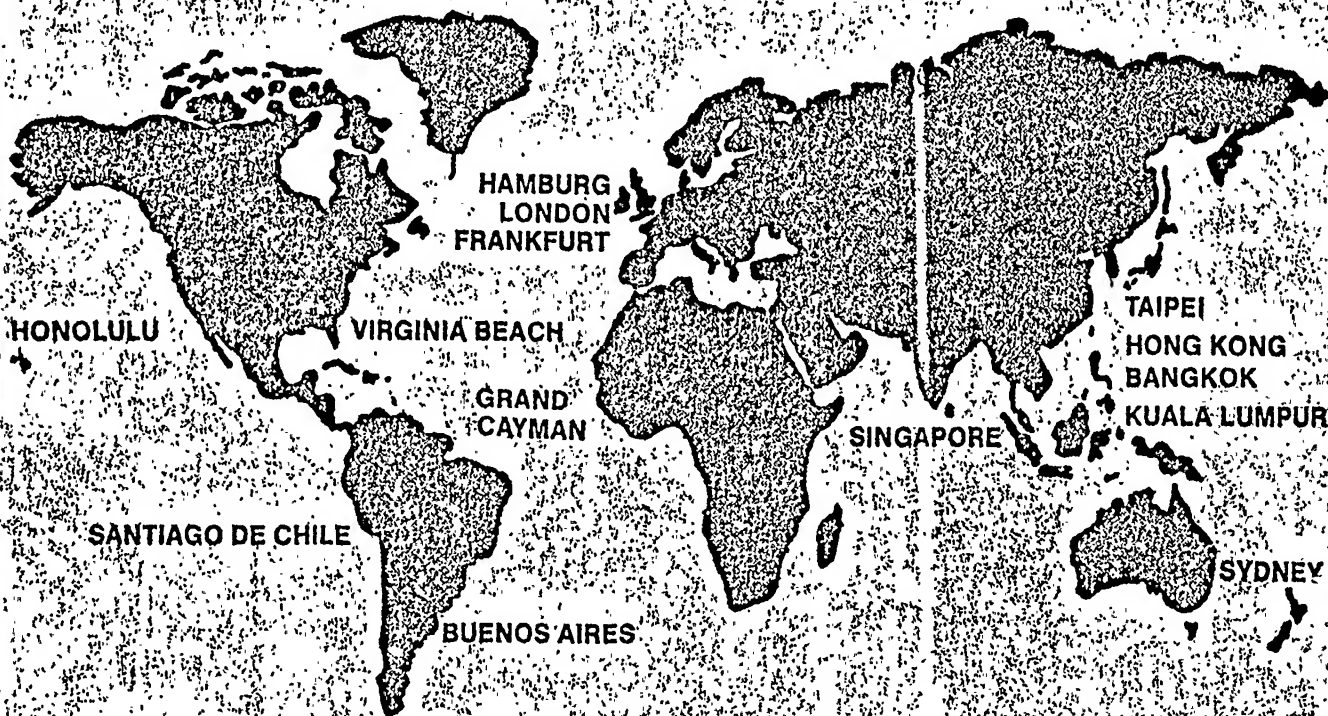 HAMBURG
LONDON
FRANKFURT
HONOLULU
VIRGINIA BEACH
TAIPEI
HONG KONG
BANGKOK
KUALA LUMPUR
GRAND
CAYMAN
SINGAPORE
SANTIAGO DE CHILE
SYDNEY
BUENOS AIRES